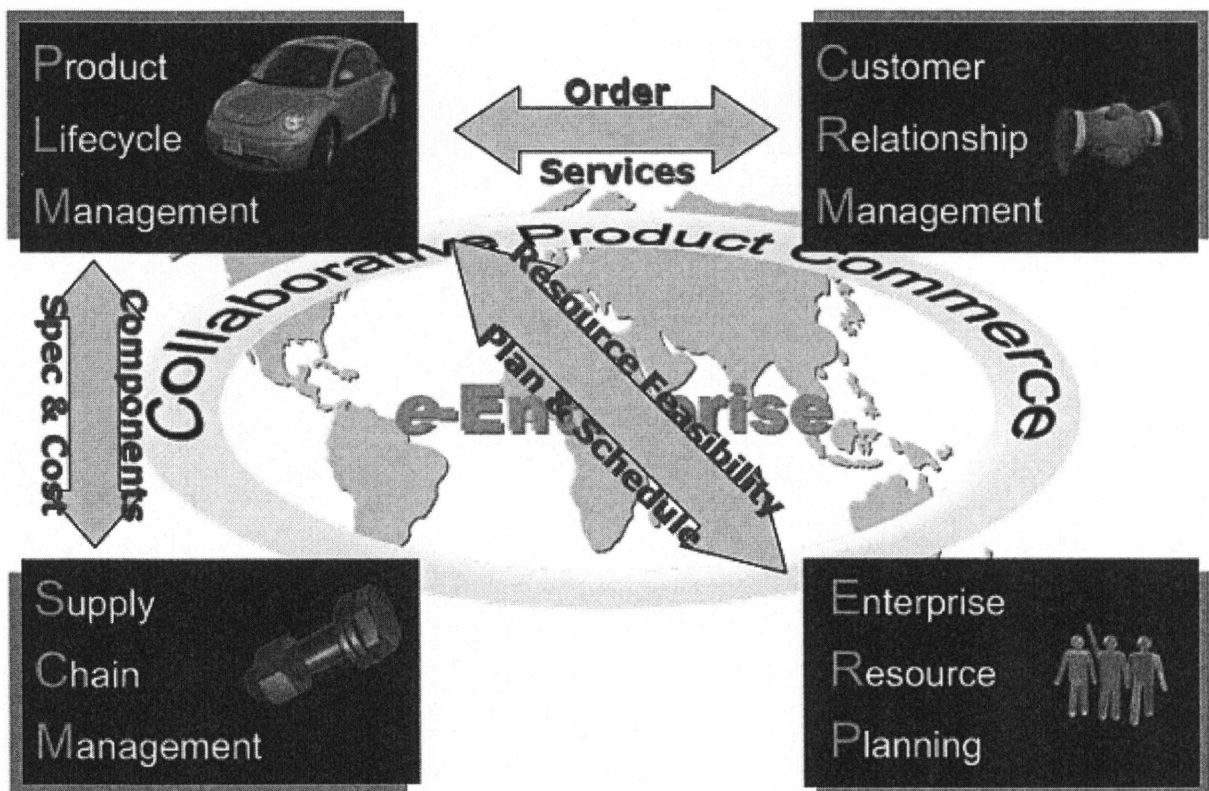 Product
Lifecycle
Management
Order
Services
Customer
Relationship
Management
Collaborative Product Commerce
Components
Spec & Cost
Resource Feasibility
Plan & Schedule
e-Enterprise
Supply
Chain
Management
Enterprise
Resource
Planning